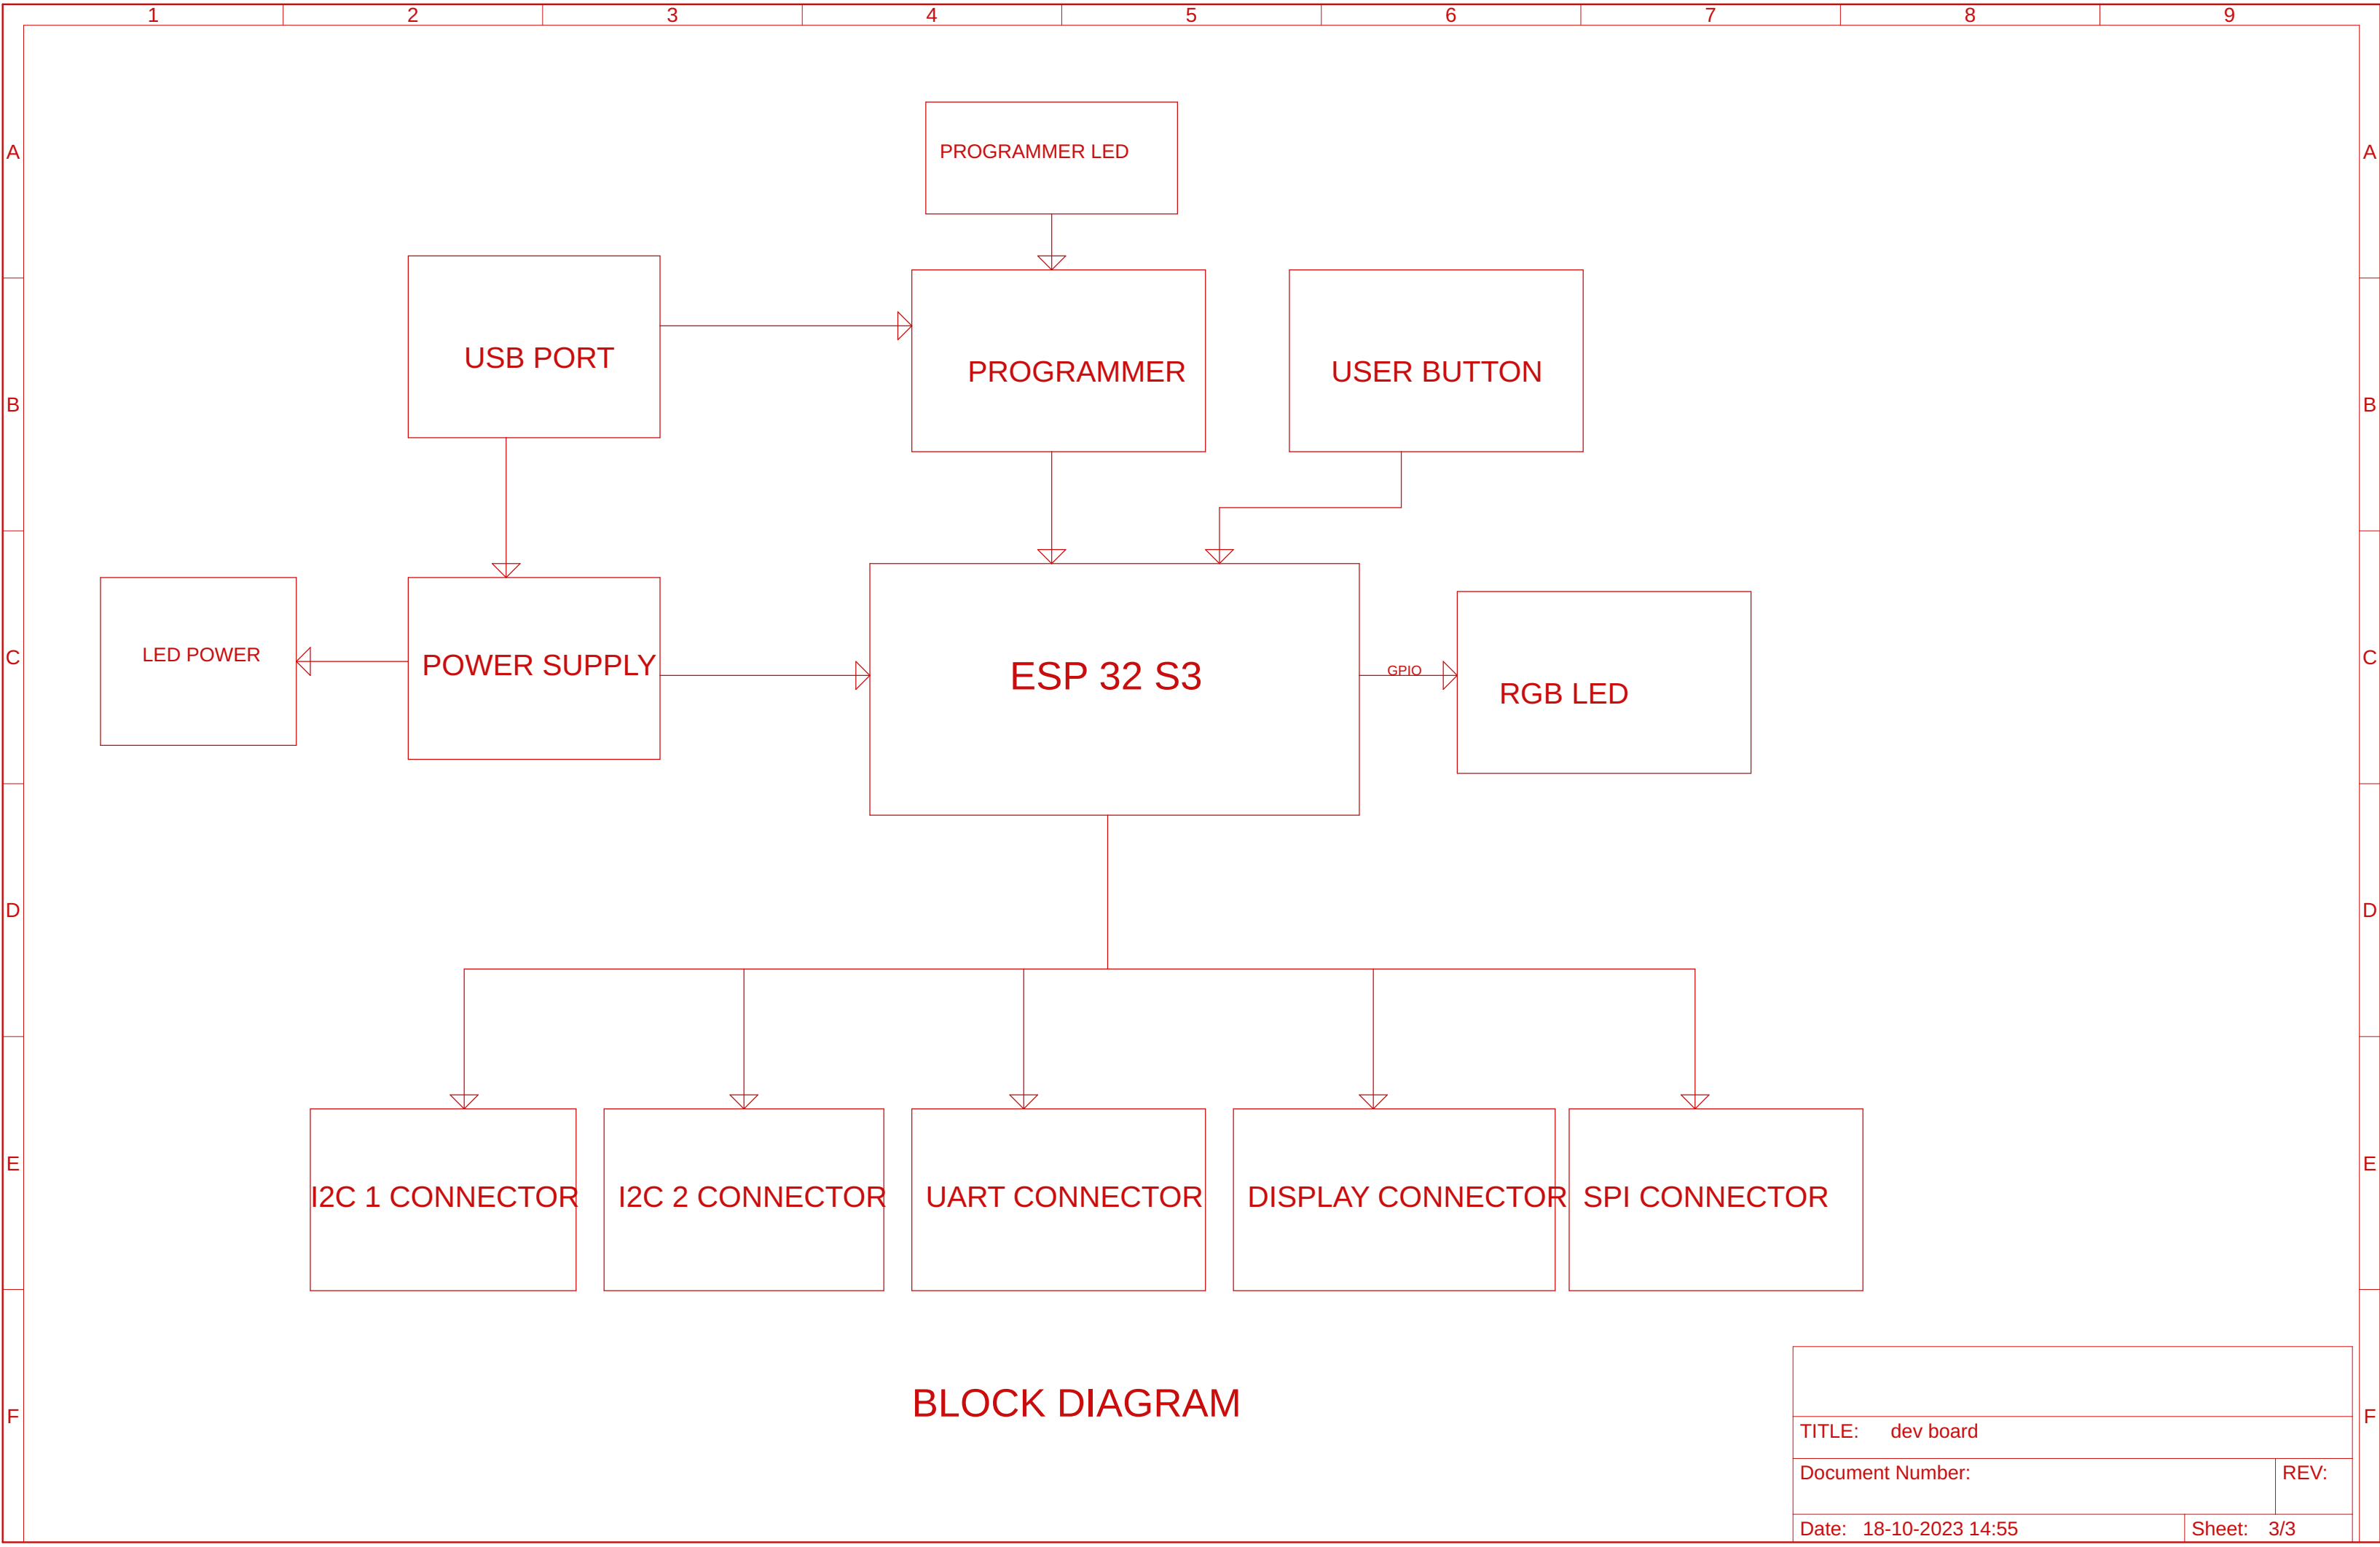 1 2 3 4 5 6 7 8 9
A A
PROGRAMMER LED
B B
USB PORT
PROGRAMMER
USER BUTTON
C C
LED POWER
POWER SUPPLY
ESP 32 S3
GPIO
RGB LED
D D
E E
I2C 1 CONNECTOR
I2C 2 CONNECTOR
UART CONNECTOR
DISPLAY CONNECTOR
SPI CONNECTOR
BLOCK DIAGRAM
F F
TITLE: dev board
Document Number:
REV:
Date: 18-10-2023 14:55
Sheet: 3/3